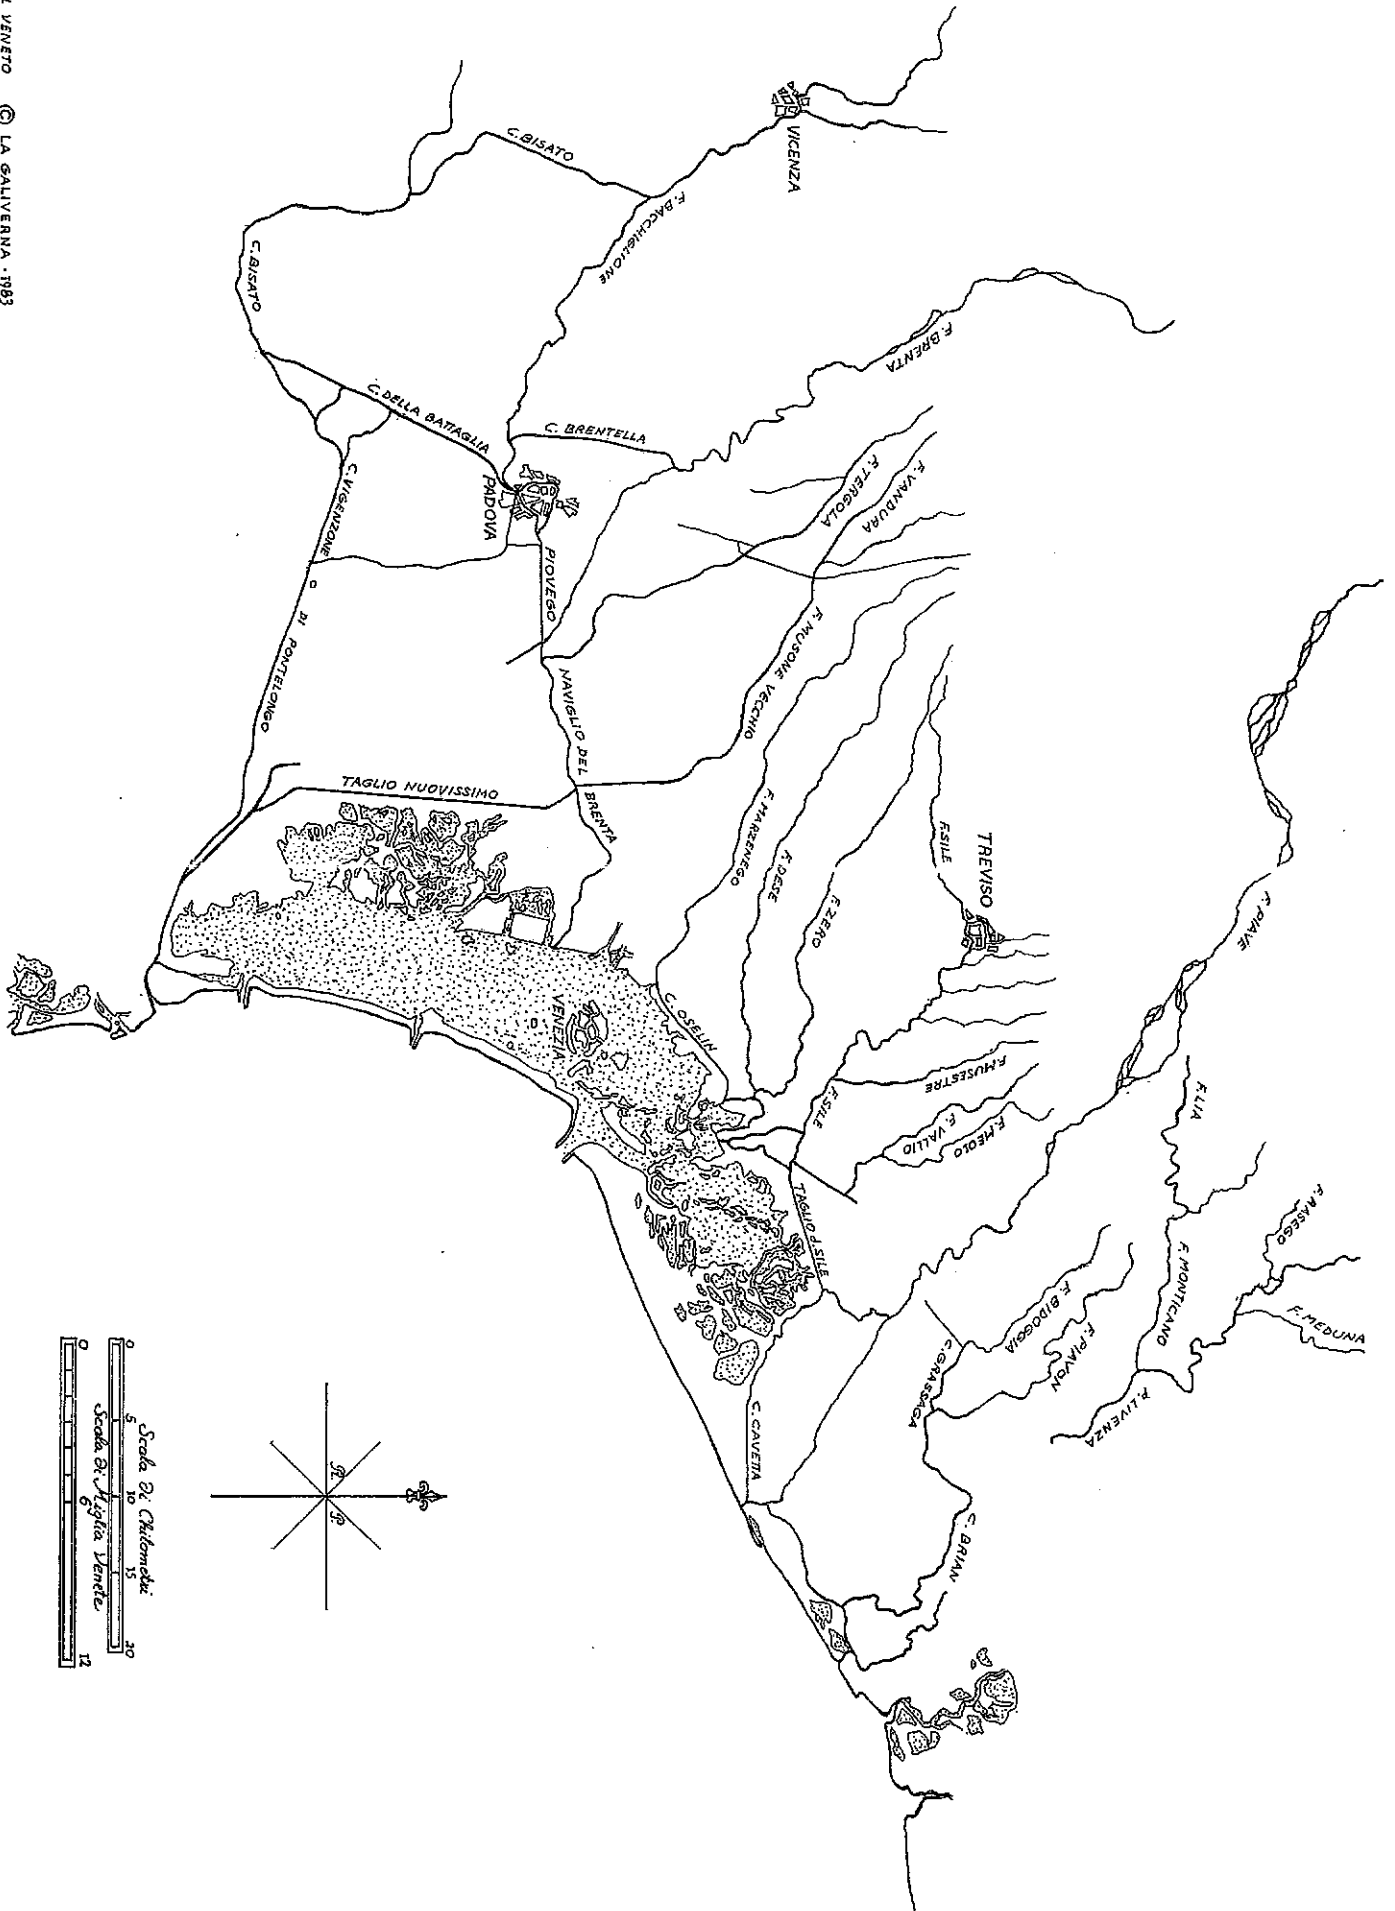 VENETO © LA GALIVERNA · 1983
VICENZA
C. BISATO
F. BACCHIGLIONE
C. BISATO
F. BRENTA
C. DELLA BATTAGLIA
C. BRENTELLA
PADOVA
F. TERGOLA
F. VANDURA
C. VIGENZONE
O DI PONTELONGO
PIOVEGO
NAVIGLIO DEL BRENTA
F. MUSONE VECCHIO
TAGLIO NUOVISSIMO
F. MARZENEGO
F. DESE
F. ZERO
F. SILE
TREVISO
F. PIAVE
VENEZIA
C. OSELIN
F. MUSESTRE
F. SILE
F. VALLIO
F. MEOLO
TAGLIO d. SILE
F. LIA
F. MONTICANO
F. RASEGO
F. MEDUNA
F. BIDOGGIA
F. PIAVON
C. GRASSAGA
F. LIVENZA
C. CAVETTA
C. BRIAN
Scala di Chilometri
0 5 10 15 20
Scala di Miglia Venete
0 6 12